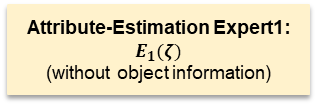 Attribute-Estimation Expert1:
𝑬₁(𝜻)
(without object information)